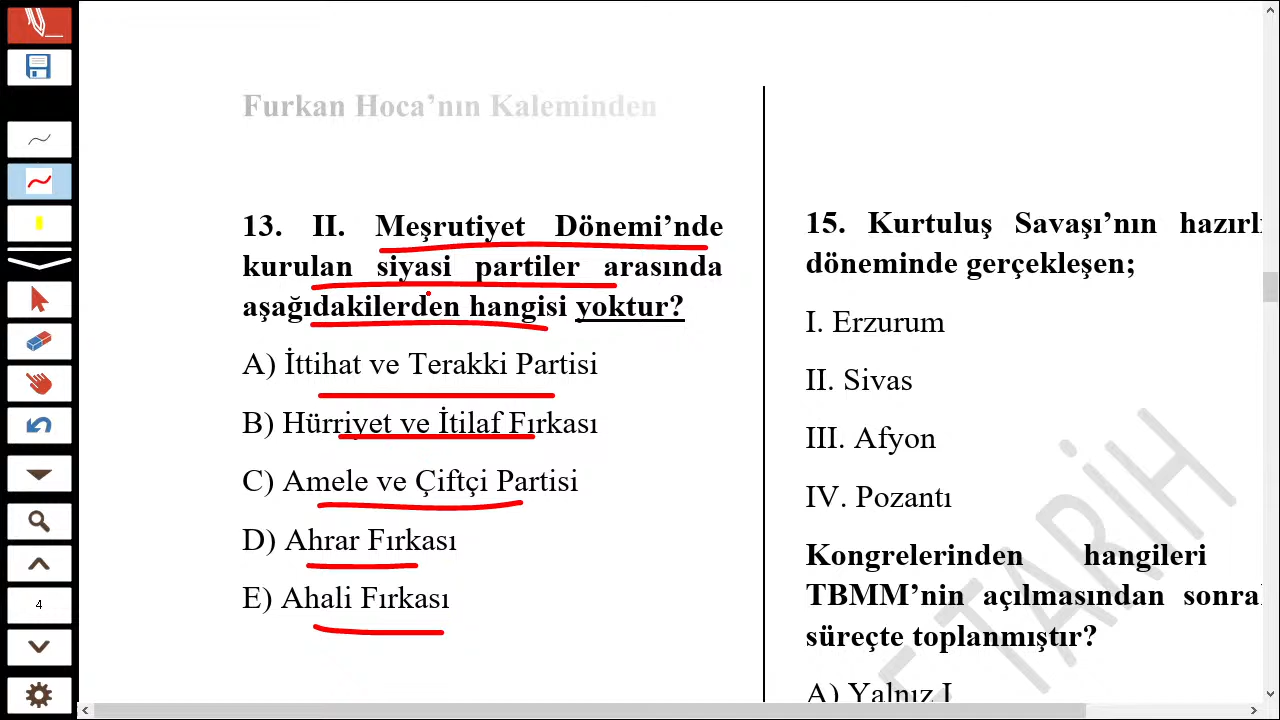 Furkan Hoca’nın Kaleminden
13. II. Meşrutiyet Dönemi’nde
kurulan siyasi partiler arasında
aşağıdakilerden hangisi yoktur?
A) İttihat ve Terakki Partisi
B) Hürriyet ve İtilaf Fırkası
C) Amele ve Çiftçi Partisi
D) Ahrar Fırkası
E) Ahali Fırkası
15. Kurtuluş Savaşı’nın
döneminde gerçekleşen;
I. Erzurum
II. Sivas
III. Afyon
IV. Pozantı
Kongrelerinden hangileri
TBMM’nin açılmasından
süreçte toplanmıştır?
A) Yalnız I
TARİH
4